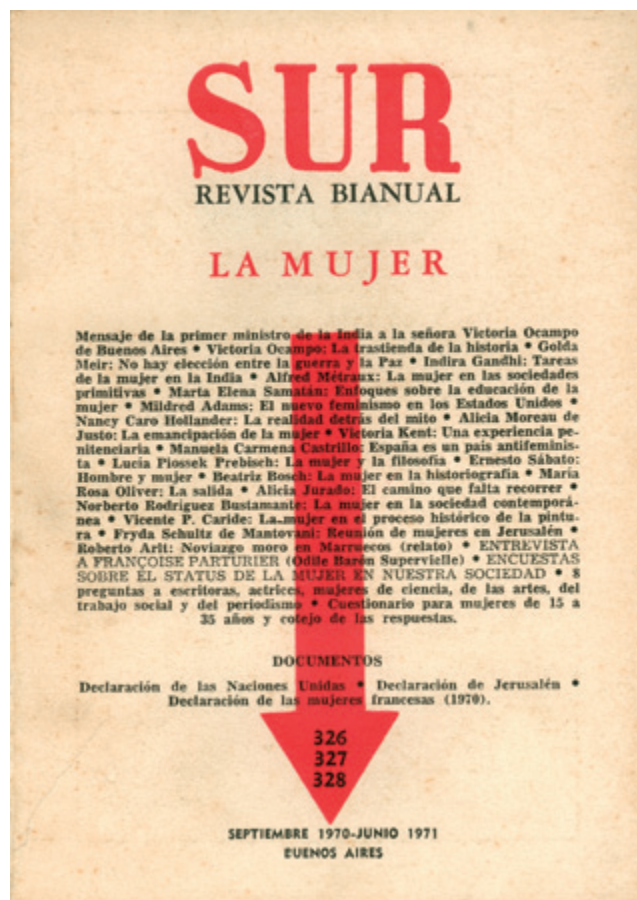 SUR
REVISTA BIANUAL
LA MUJER
Mensaje de la primer ministro de la India a la señora Victoria Ocampo
de Buenos Aires * Victoria Ocampo: La trastienda de la historia * Golda
Meir: No hay elección entre la guerra y la Paz * Indira Gandhi: Tareas
de la mujer en la India * Alfred Métraux: La mujer en las sociedades
primitivas * Marta Elena Samatán: Enfoques sobre la educación de la
mujer * Mildred Adams: El nuevo feminismo en los Estados Unidos *
Nancy Caro Hollander: La realidad detrás del mito * Alicia Moreau de
Justo: La emancipación de la mujer * Victoria Kent: Una experiencia pe-
nitenciaria * Manuela Carmena Castrillo: España es un país antifeminis-
ta * Lucía Piossek Prebisch: La mujer y la filosofía * Ernesto Sábato:
Hombre y mujer * Beatriz Bosch: La mujer en la historiografía * María
Rosa Oliver: La salida * Alicia Jurado: El camino que falta recorrer *
Norberto Rodríguez Bustamante: La mujer en la sociedad contemporá-
nea * Vicente P. Caride: La mujer en el proceso histórico de la pintu-
ra * Fryda Schultz de Mantovani: Reunión de mujeres en Jerusalén *
Roberto Arlt: Noviazgo moro en Marruecos (relato) * ENTREVISTA
A FRANÇOISE PARTURIER (Odile Barón Supervielle) * ENCUESTAS
SOBRE EL STATUS DE LA MUJER EN NUESTRA SOCIEDAD * 8
preguntas a escritoras, actrices, mujeres de ciencia, de las artes, del
trabajo social y del periodismo * Cuestionario para mujeres de 15 a
35 años y cotejo de las respuestas.
DOCUMENTOS
Declaración de las Naciones Unidas * Declaración de Jerusalén *
Declaración de las mujeres francesas (1970).
326
327
328
SEPTIEMBRE 1970-JUNIO 1971
BUENOS AIRES